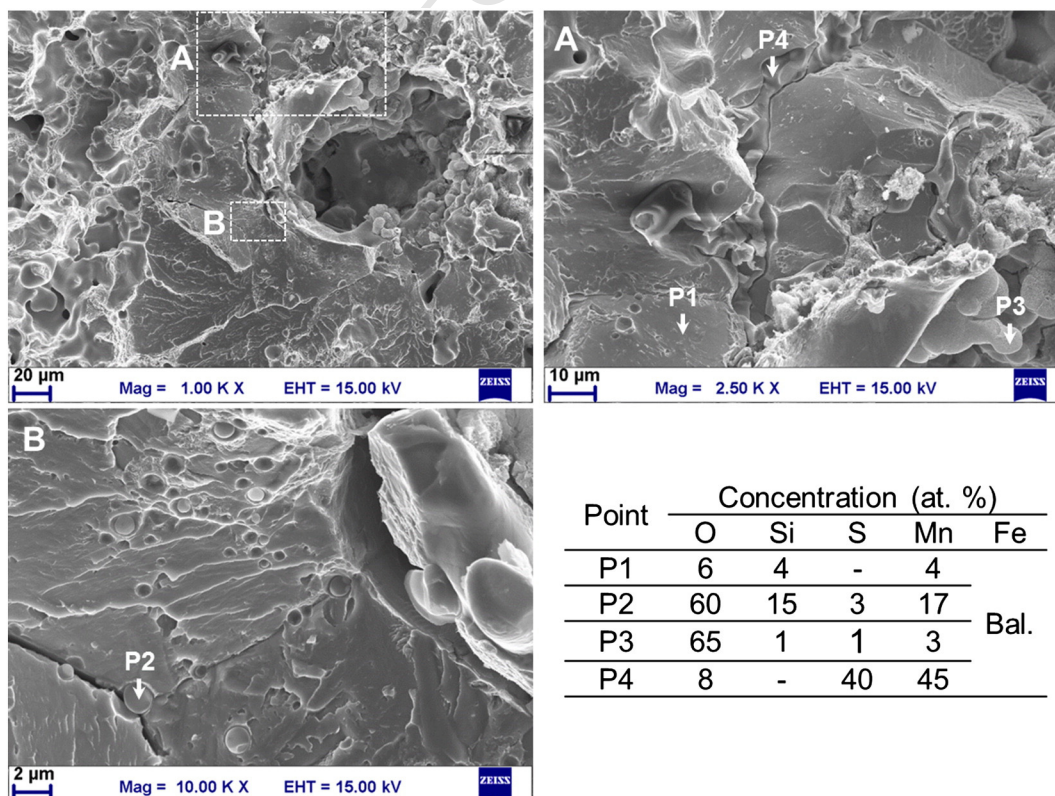 A
B
20 µm
Mag = 1.00 K X EHT = 15.00 kV
ZEISS
A
P4
P1
P3
10 µm
Mag = 2.50 K X EHT = 15.00 kV
ZEISS
B
P2
2 µm
Mag = 10.00 K X EHT = 15.00 kV
ZEISS
Point Concentration (at. %)
O Si S Mn Fe
P1 6 4 - 4
P2 60 15 3 17
Bal.
P3 65 1 1 3
P4 8 - 40 45